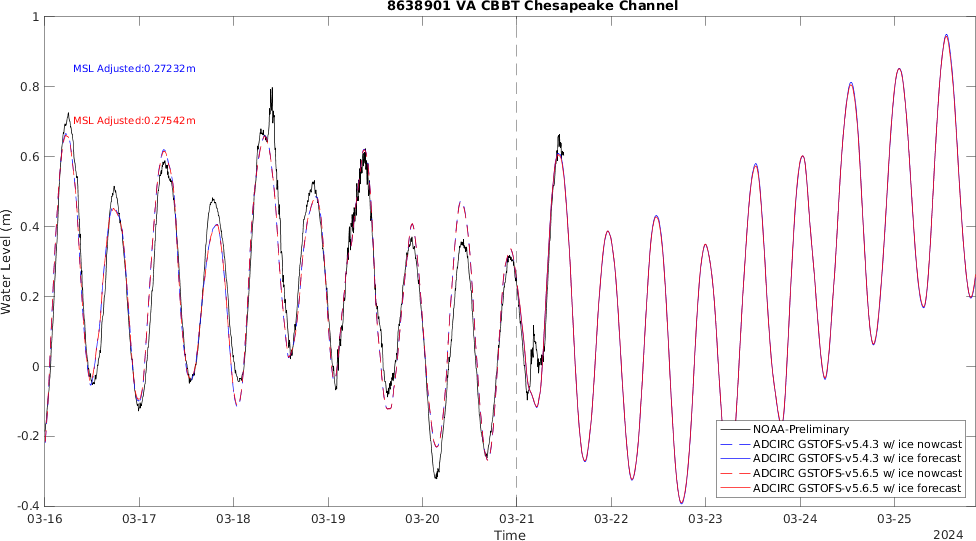 8638901 VA CBBT Chesapeake Channel
1
0.8
0.6
0.4
0.2
0
-0.2
-0.4
Water Level (m)
MSL Adjusted:0.27232m
MSL Adjusted:0.27542m
NOAA-Preliminary
ADCIRC GSTOFS-v5.4.3 w/ ice nowcast
ADCIRC GSTOFS-v5.4.3 w/ ice forecast
ADCIRC GSTOFS-v5.6.5 w/ ice nowcast
ADCIRC GSTOFS-v5.6.5 w/ ice forecast
03-16 03-17 03-18 03-19 03-20 03-21 03-22 03-23 03-24 03-25
Time
2024